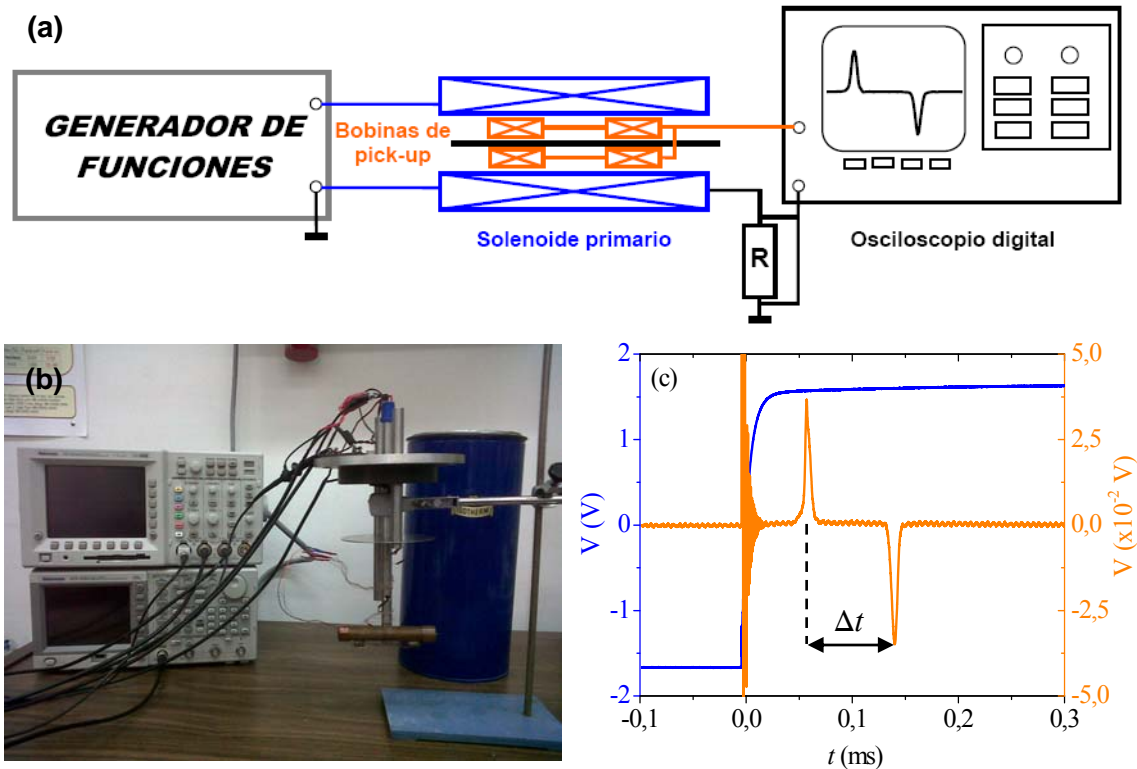 (a)
GENERADOR DE
FUNCIONES
Bobinas de
pick-up
Solenoide primario
R
Osciloscopio digital
(b)
(c)
2
1
0
-1
-2
V (V)
5,0
2,5
0,0
-2,5
-5,0
V (x10⁻² V)
Δt
-0,1
0,0
0,1
0,2
0,3
t (ms)